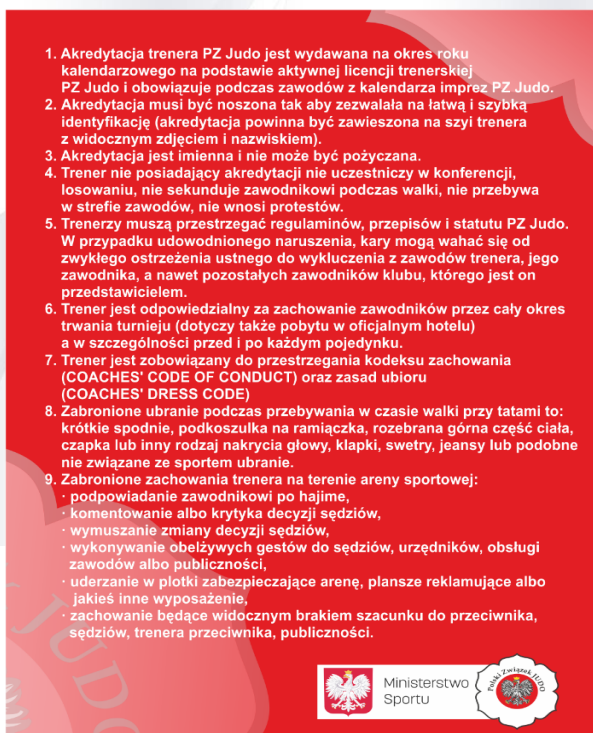 1. Akredytacja trenera PZ Judo jest wydawana na okres roku
kalendarzowego na podstawie aktywnej licencji trenerskiej
PZ Judo i obowiązuje podczas zawodów z kalendarza imprez PZ Judo.
2. Akredytacja musi być noszona tak aby zezwalała na łatwą i szybką
identyfikację (akredytacja powinna być zawieszona na szyi trenera
z widocznym zdjęciem i nazwiskiem).
3. Akredytacja jest imienna i nie może być pożyczana.
4. Trener nie posiadający akredytacji nie uczestniczy w konferencji,
losowaniu, nie sekunduje zawodnikowi podczas walki, nie przebywa
w strefie zawodów, nie wnosi protestów.
5. Trenerzy muszą przestrzegać regulaminów, przepisów i statutu PZ Judo.
W przypadku udowodnionego naruszenia, kary mogą wahać się od
zwykłego ostrzeżenia ustnego do wykluczenia z zawodów trenera, jego
zawodnika, a nawet pozostałych zawodników klubu, którego jest on
przedstawicielem.
6. Trener jest odpowiedzialny za zachowanie zawodników przez cały okres
trwania turnieju (dotyczy także pobytu w oficjalnym hotelu)
a w szczególności przed i po każdym pojedynku.
7. Trener jest zobowiązany do przestrzegania kodeksu zachowania
(COACHES' CODE OF CONDUCT) oraz zasad ubioru
(COACHES' DRESS CODE)
8. Zabronione ubranie podczas przebywania w czasie walki przy tatami to:
krótkie spodnie, podkoszulka na ramiączka, rozebrana górna część ciała,
czapka lub inny rodzaj nakrycia głowy, klapki, swetry, jeansy lub podobne
nie związane ze sportem ubranie.
9. Zabronione zachowania trenera na terenie areny sportowej:
· podpowiadanie zawodnikowi po hajime,
· komentowanie albo krytyka decyzji sędziów,
· wymuszanie zmiany decyzji sędziów,
· wykonywanie obelżywych gestów do sędziów, urzędników, obsługi
zawodów albo publiczności,
· uderzanie w plotki zabezpieczające arenę, plansze reklamujące albo
jakieś inne wyposażenie,
· zachowanie będące widocznym brakiem szacunku do przeciwnika,
sędziów, trenera przeciwnika, publiczności.
JUDO
Ministerstwo
Sportu
Polski Związek JUDO